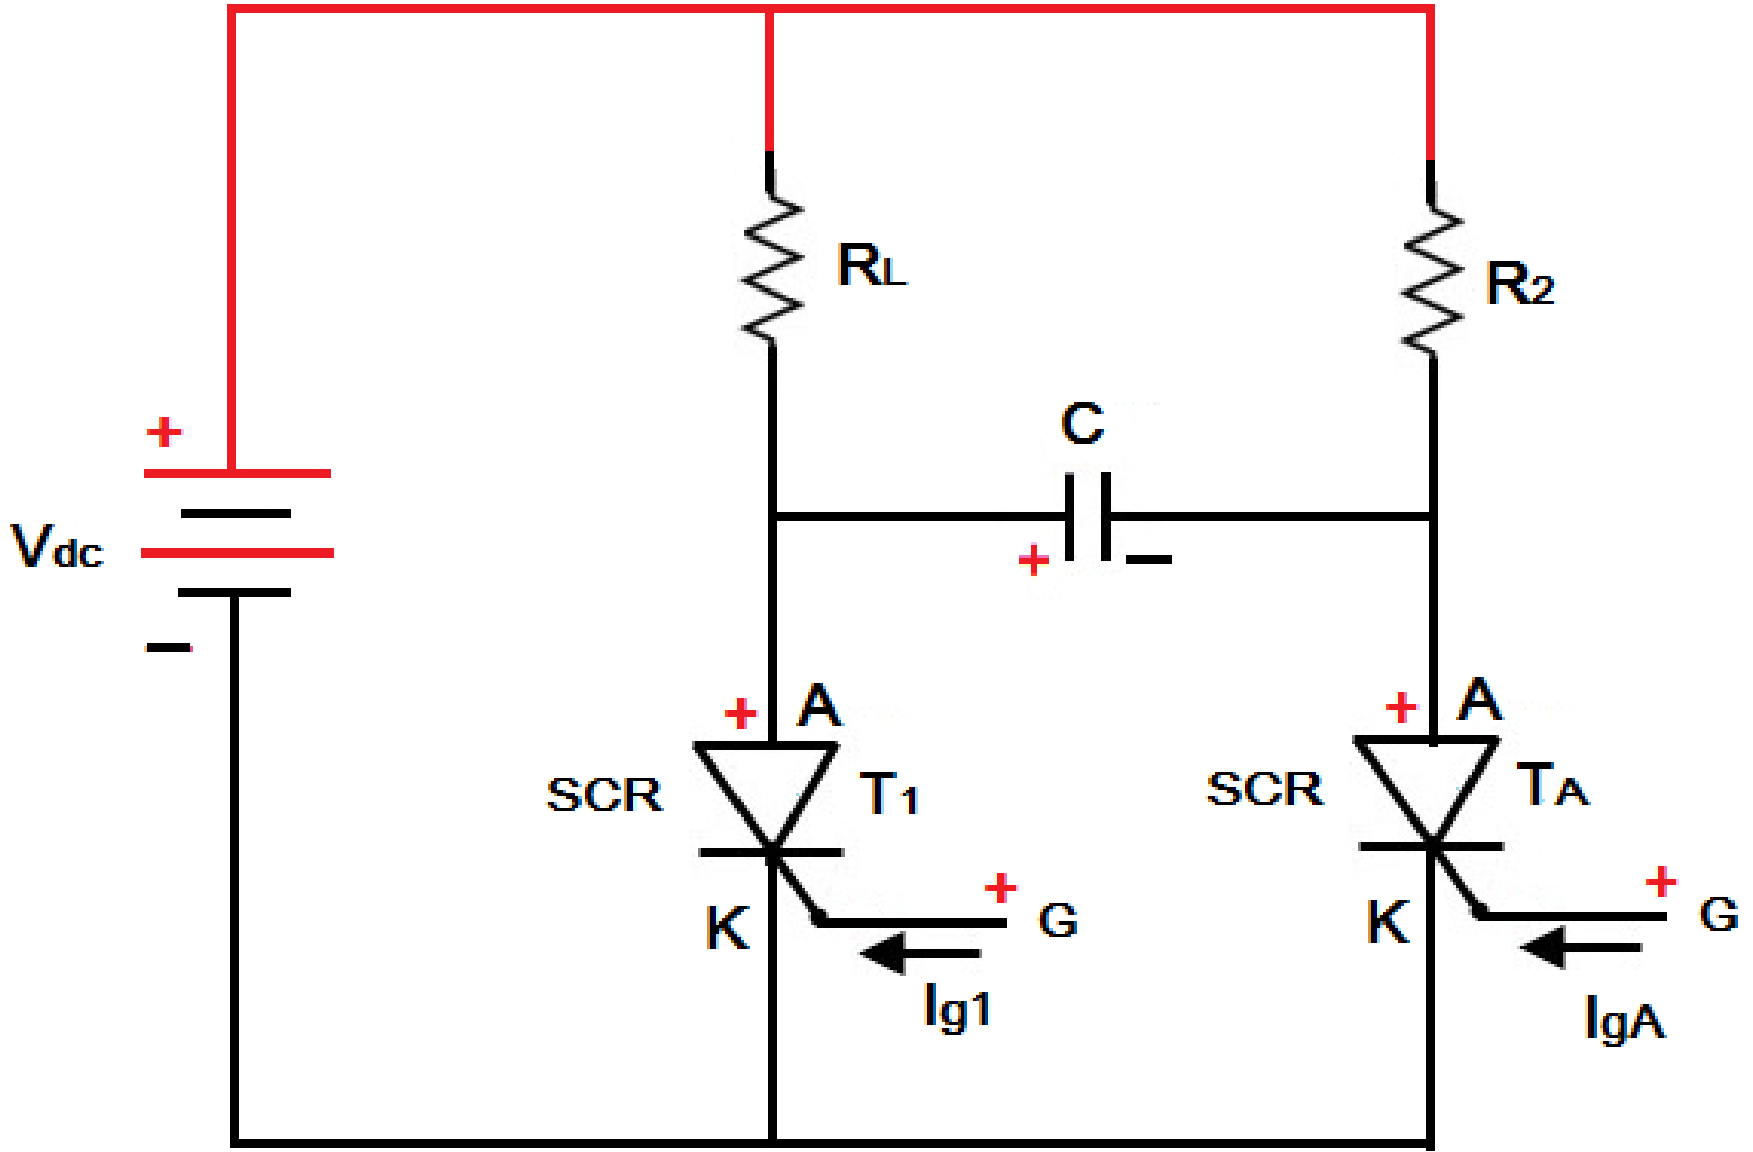 RL
R2
C
+
Vdc
+ −
−
+ A
+ A
SCR T1
SCR TA
K + G
K + G
Ig1
IgA